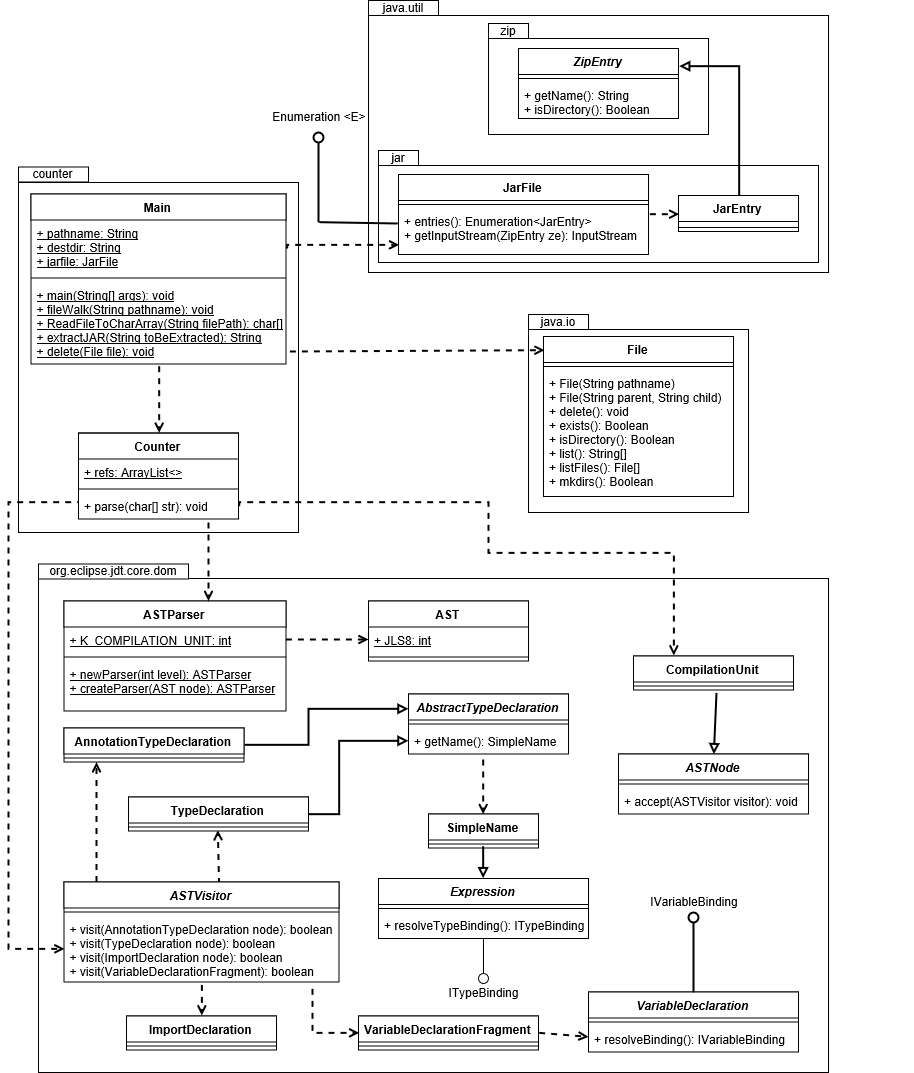 java.util
zip
ZipEntry
+ getName(): String
+ isDirectory(): Boolean
Enumeration <E>
jar
JarFile
+ entries(): Enumeration<JarEntry>
+ getInputStream(ZipEntry ze): InputStream
JarEntry
counter
Main
+ pathname: String
+ destdir: String
+ jarfile: JarFile
+ main(String[] args): void
+ fileWalk(String pathname): void
+ ReadFileToCharArray(String filePath): char[]
+ extractJAR(String toBeExtracted): String
+ delete(File file): void
java.io
File
+ File(String pathname)
+ File(String parent, String child)
+ delete(): void
+ exists(): Boolean
+ isDirectory(): Boolean
+ list(): String[]
+ listFiles(): File[]
+ mkdirs(): Boolean
Counter
+ refs: ArrayList<>
+ parse(char[] str): void
org.eclipse.jdt.core.dom
ASTParser
+ K_COMPILATION_UNIT: int
+ newParser(int level): ASTParser
+ createParser(AST node): ASTParser
AST
+ JLS8: int
CompilationUnit
AbstractTypeDeclaration
+ getName(): SimpleName
AnnotationTypeDeclaration
ASTNode
+ accept(ASTVisitor visitor): void
TypeDeclaration
SimpleName
ASTVisitor
+ visit(AnnotationTypeDeclaration node): boolean
+ visit(TypeDeclaration node): boolean
+ visit(ImportDeclaration node): boolean
+ visit(VariableDeclarationFragment): boolean
Expression
+ resolveTypeBinding(): ITypeBinding
IVariableBinding
ITypeBinding
ImportDeclaration
VariableDeclarationFragment
VariableDeclaration
+ resolveBinding(): IVariableBinding